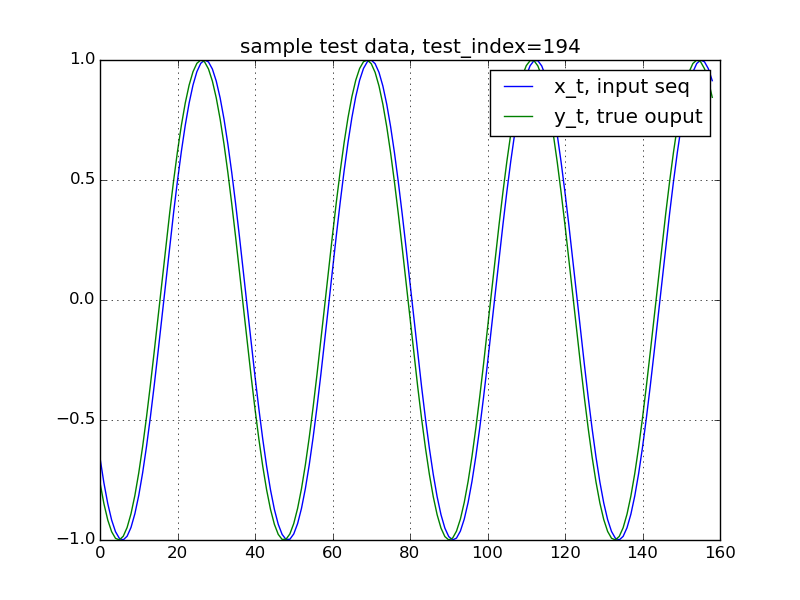 sample test data, test_index=194
x_t, input seq
y_t, true ouput
1.0
0.5
0.0
−0.5
−1.0
0 20 40 60 80 100 120 140 160